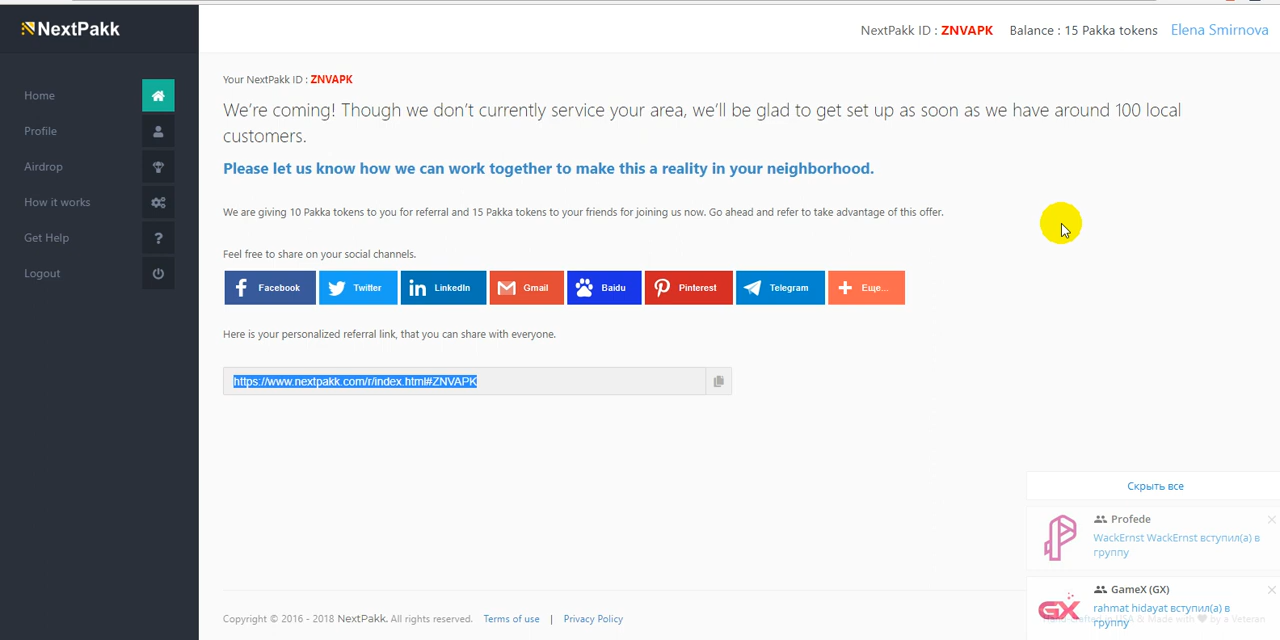 NextPakk
NextPakk ID : ZNVAPK Balance : 15 Pakka tokens Elena Smirnova
Home
Profile
Airdrop
How it works
Get Help
Logout
Your NextPakk ID : ZNVAPK
We're coming! Though we don't currently service your area, we'll be glad to get set up as soon as we have around 100 local
customers.
Please let us know how we can work together to make this a reality in your neighborhood.
We are giving 10 Pakka tokens to you for referral and 15 Pakka tokens to your friends for joining us now. Go ahead and refer to take advantage of this offer.
Feel free to share on your social channels.
Facebook Twitter LinkedIn Gmail Baidu Pinterest Telegram Еще...
Here is your personalized referral link, that you can share with everyone.
https://www.nextpakk.com/r/index.html#ZNVAPK
Скрыть все
Profede
WackErnst WackErnst вступил(а) в
группу
GameX (GX)
GX
rahmat hidayat вступил(а) в
группу
Copyright © 2016 - 2018 NextPakk. All rights reserved. Terms of use | Privacy Policy
in USA & Made with by a Veteran